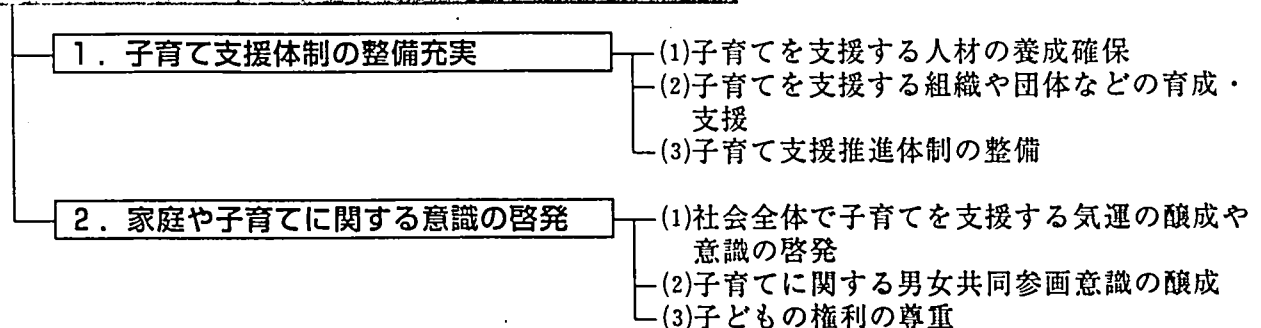 1．子育て支援体制の整備充実
(1)子育てを支援する人材の養成確保
(2)子育てを支援する組織や団体などの育成・
支援
(3)子育て支援推進体制の整備
2．家庭や子育てに関する意識の啓発
(1)社会全体で子育てを支援する気運の醸成や
意識の啓発
(2)子育てに関する男女共同参画意識の醸成
(3)子どもの権利の尊重